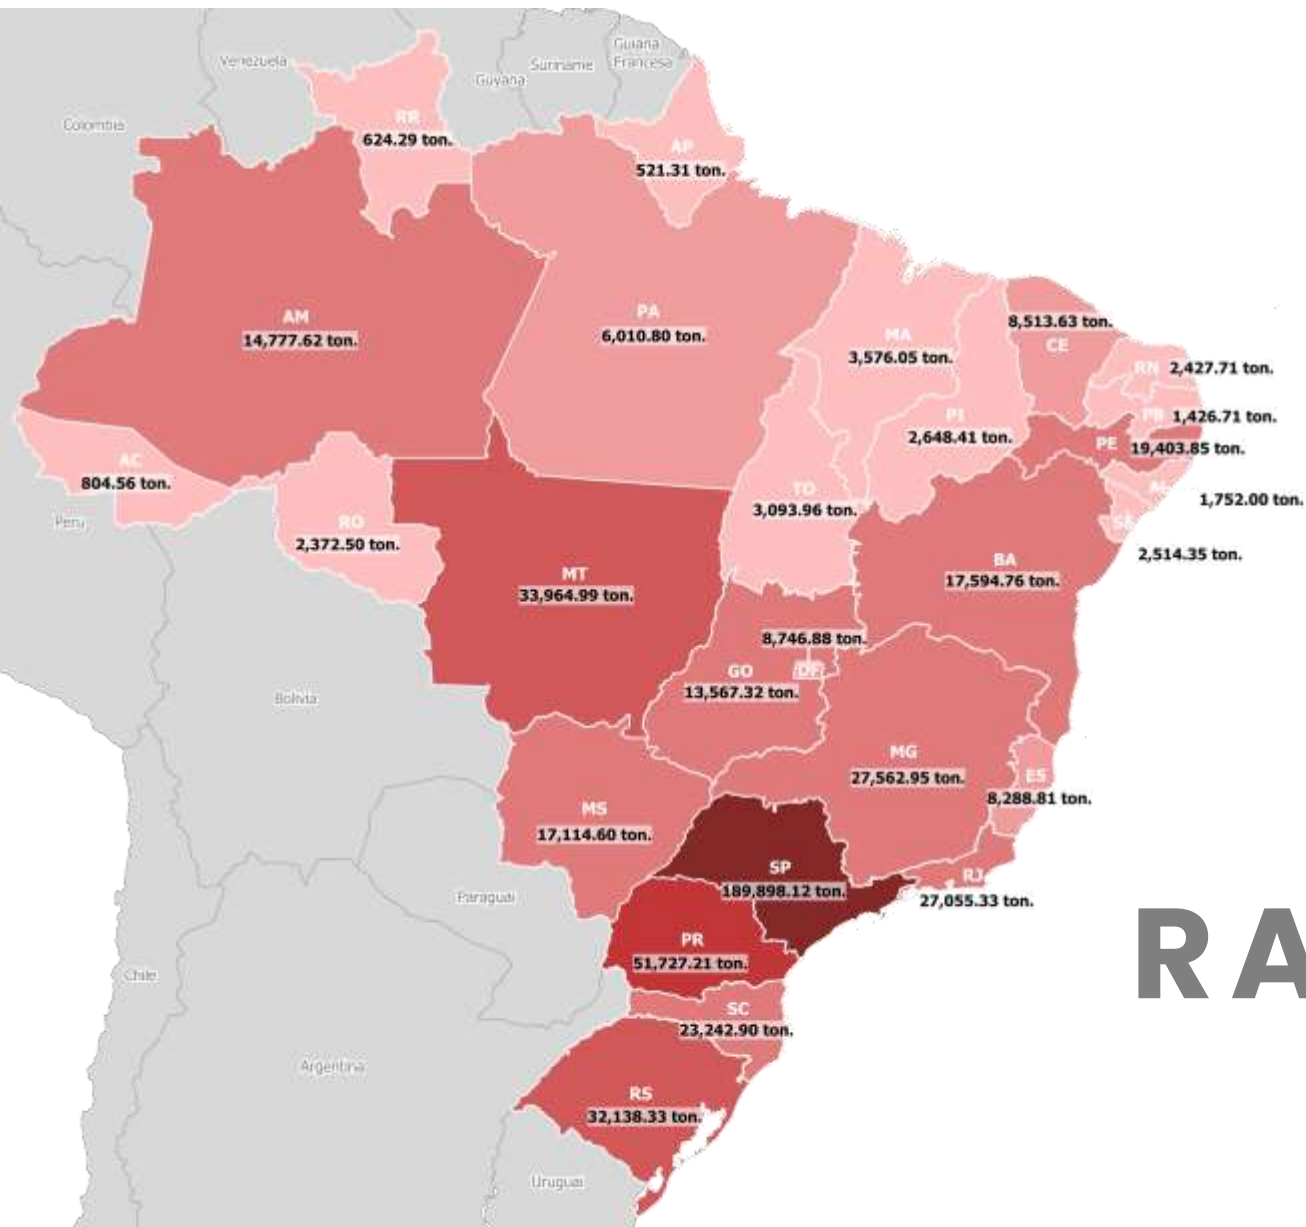 Guiana
Francesa
Suriname
Guyana
Venezuela
Colombia
RR
624.29 ton.
AP
521.31 ton.
AM
14,777.62 ton.
PA
6,010.80 ton.
MA
3,576.05 ton.
8,513.63 ton.
CE
RN 2,427.71 ton.
PI
2,648.41 ton.
PB 1,426.71 ton.
PE 19,403.85 ton.
AC
804.56 ton.
Peru
RO
2,372.50 ton.
TO
3,093.96 ton.
AL
1,752.00 ton.
SE
2,514.35 ton.
BA
17,594.76 ton.
MT
33,964.99 ton.
8,746.88 ton.
DF
GO
13,567.32 ton.
Bolívia
MG
27,562.95 ton.
ES
8,288.81 ton.
MS
17,114.60 ton.
SP
189,898.12 ton.
RJ
27,055.33 ton.
Paraguai
PR
51,727.21 ton.
RA
Chile
SC
23,242.90 ton.
Argentina
RS
32,138.33 ton.
Uruguai